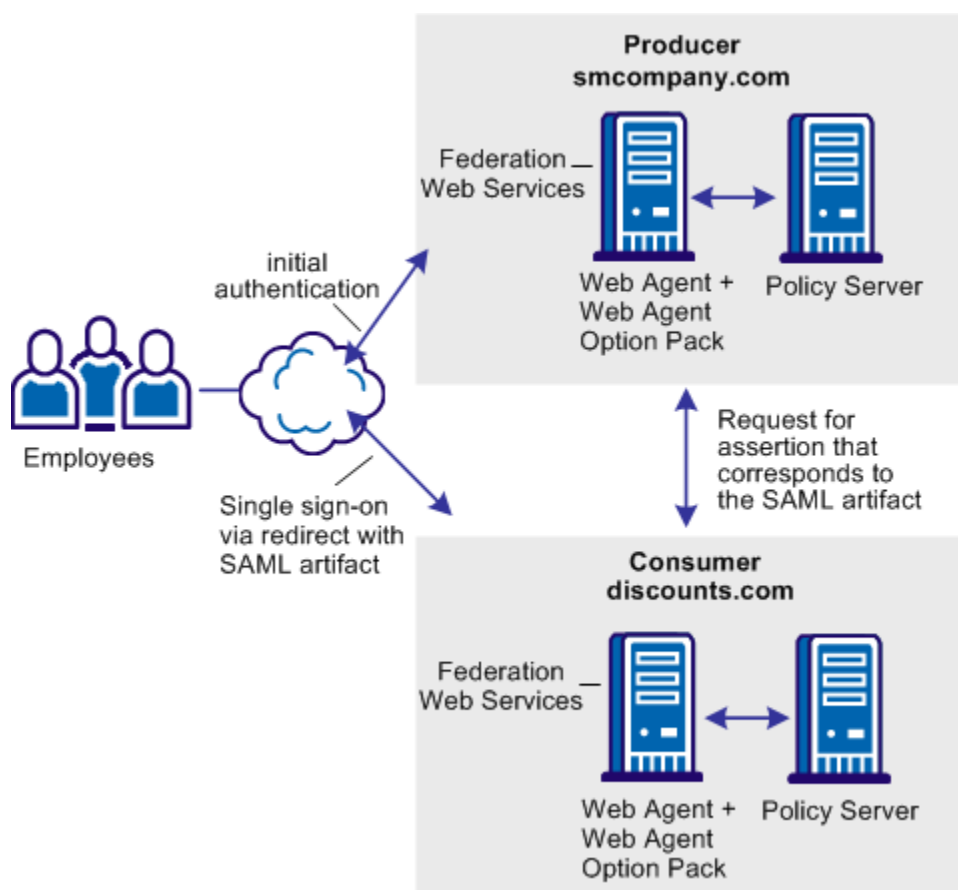 Producer
smcompany.com
Federation
Web Services
Web Agent +
Web Agent
Option Pack
Policy Server
initial
authentication
Employees
Single sign-on
via redirect with
SAML artifact
Request for
assertion that
corresponds to
the SAML artifact
Consumer
discounts.com
Federation
Web Services
Web Agent +
Web Agent
Option Pack
Policy Server